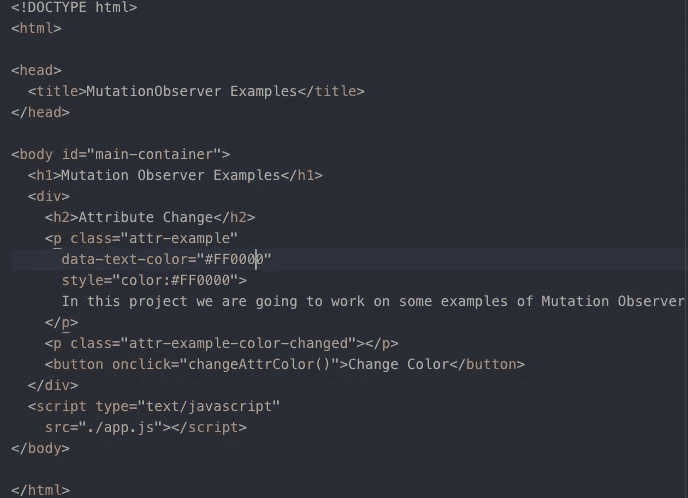 <!DOCTYPE html>
<html>
<head>
<title>MutationObserver Examples</title>
</head>
<body id="main-container">
<h1>Mutation Observer Examples</h1>
<div>
<h2>Attribute Change</h2>
<p class="attr-example"
data-text-color="#FF0000"
style="color:#FF0000">
In this project we are going to work on some examples of Mutation Observer
</p>
<p class="attr-example-color-changed"></p>
<button onclick="changeAttrColor()">Change Color</button>
</div>
<script type="text/javascript"
src="./app.js"></script>
</body>
</html>